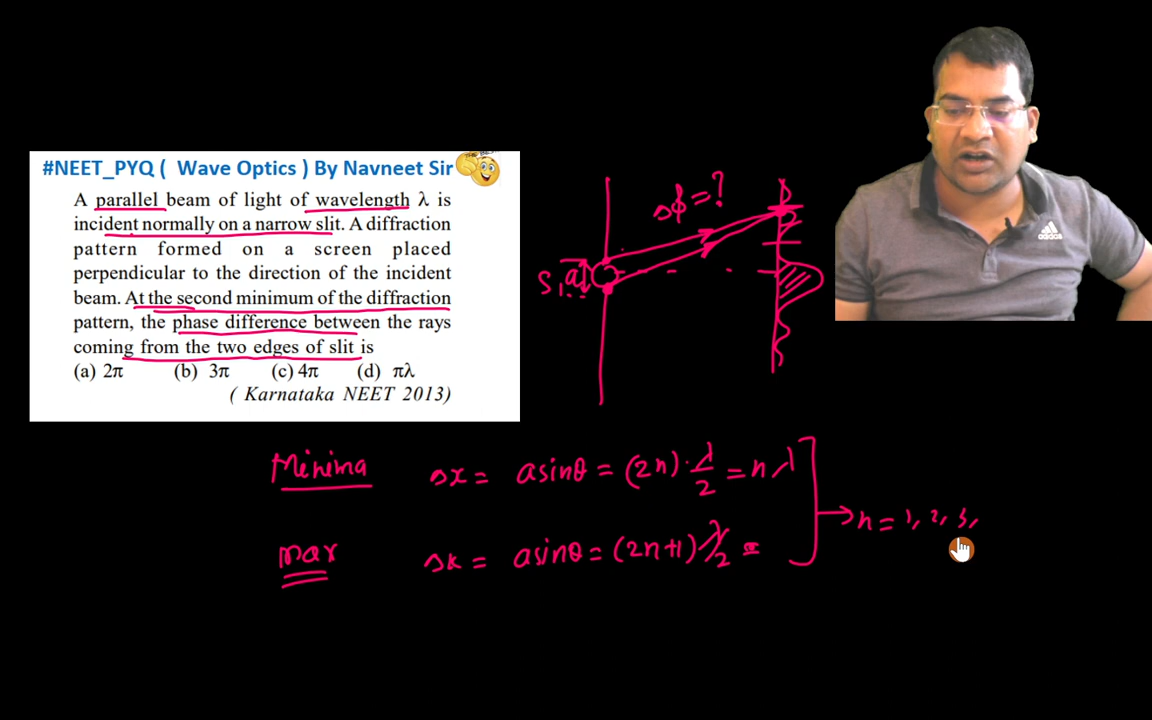 #NEET_PYQ ( Wave Optics ) By Navneet Sir
A parallel beam of light of wavelength λ is
incident normally on a narrow slit. A diffraction
pattern formed on a screen placed
perpendicular to the direction of the incident
beam. At the second minimum of the diffraction
pattern, the phase difference between the rays
coming from the two edges of slit is
(a) 2π (b) 3π (c) 4π (d) πλ
( Karnataka NEET 2013)
Δφ = ?
P
S, a
adidas
Minima Δx = a sinθ = (2n)·λ/2 = nλ
→ n = 1, 2, 3,
max Δx = a sinθ = (2n+1) λ/2 =